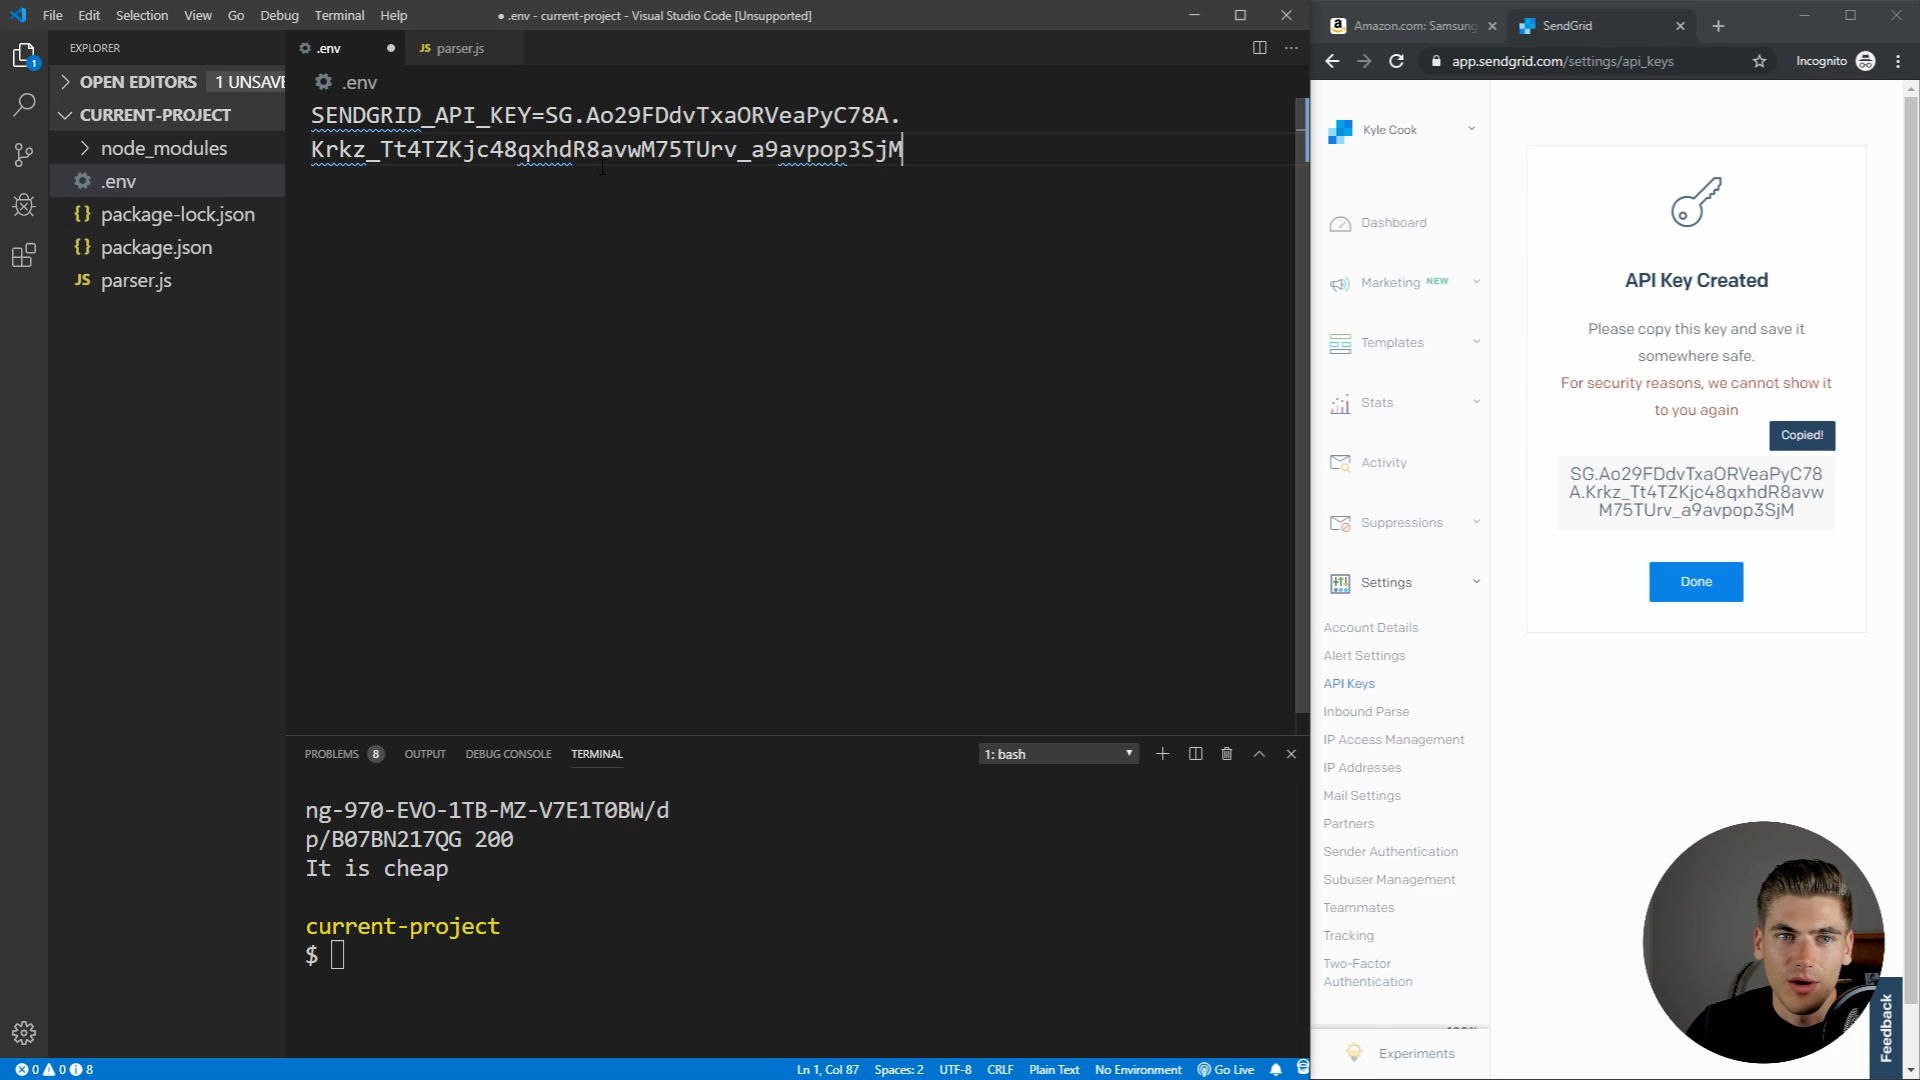 File Edit Selection View Go Debug Terminal Help
● .env - current-project - Visual Studio Code [Unsupported]
EXPLORER
OPEN EDITORS 1 UNSAVE
CURRENT-PROJECT
node_modules
.env
package-lock.json
package.json
parser.js
1
.env
JS parser.js
.env
SENDGRID_API_KEY=SG.Ao29FDdvTxaORVeaPyC78A.
Krkz_Tt4TZKjc48qxhdR8avwM75TUrv_a9avpop3SjM
PROBLEMS 8 OUTPUT DEBUG CONSOLE TERMINAL
1: bash
ng-970-EVO-1TB-MZ-V7E1T0BW/d
p/B07BN217QG 200
It is cheap
current-project
$
0 0 8
Ln 1, Col 87 Spaces: 2 UTF-8 CRLF Plain Text No Environment Go Live
Amazon.com: Samsung
SendGrid
app.sendgrid.com/settings/api_keys
Incognito
Kyle Cook
Dashboard
Marketing NEW
Templates
Stats
Activity
Suppressions
Settings
Account Details
Alert Settings
API Keys
Inbound Parse
IP Access Management
IP Addresses
Mail Settings
Partners
Sender Authentication
Subuser Management
Teammates
Tracking
Two-Factor
Authentication
Experiments
API Key Created
Please copy this key and save it
somewhere safe.
For security reasons, we cannot show it
to you again
Copied!
SG.Ao29FDdvTxaORVeaPyC78
A.Krkz_Tt4TZKjc48qxhdR8avw
M75TUrv_a9avpop3SjM
Done
Feedback